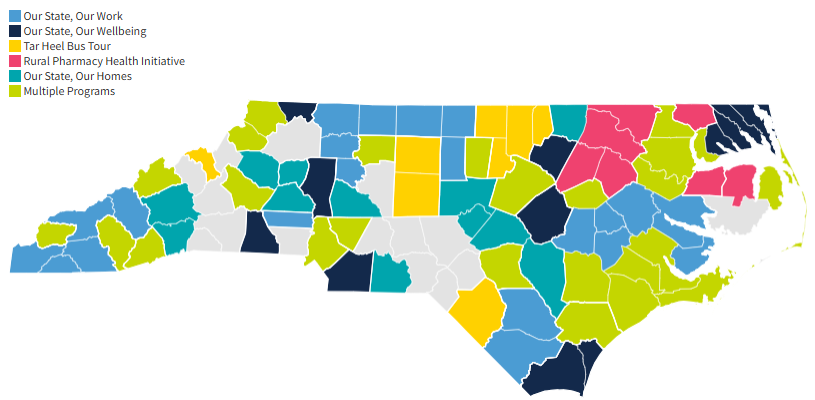 Our State, Our Work
Our State, Our Wellbeing
Tar Heel Bus Tour
Rural Pharmacy Health Initiative
Our State, Our Homes
Multiple Programs